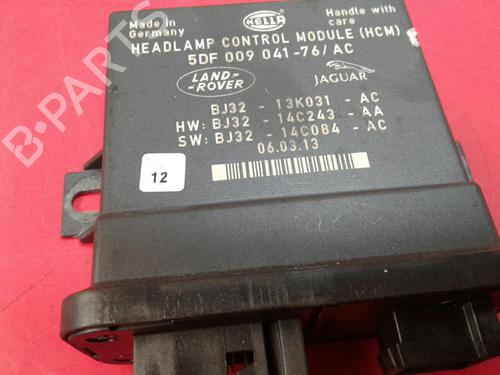 Made in
Germany
HELLA
Handle with
care
HEADLAMP CONTROL MODULE (HCM)
5DF 009 041-76/AC
LAND-
-ROVER
JAGUAR
BJ32 - 13K031 - AC
HW: BJ32 - 14C243 - AA
SW: BJ32 - 14C084 - AC
06.03.13
12
B-Parts